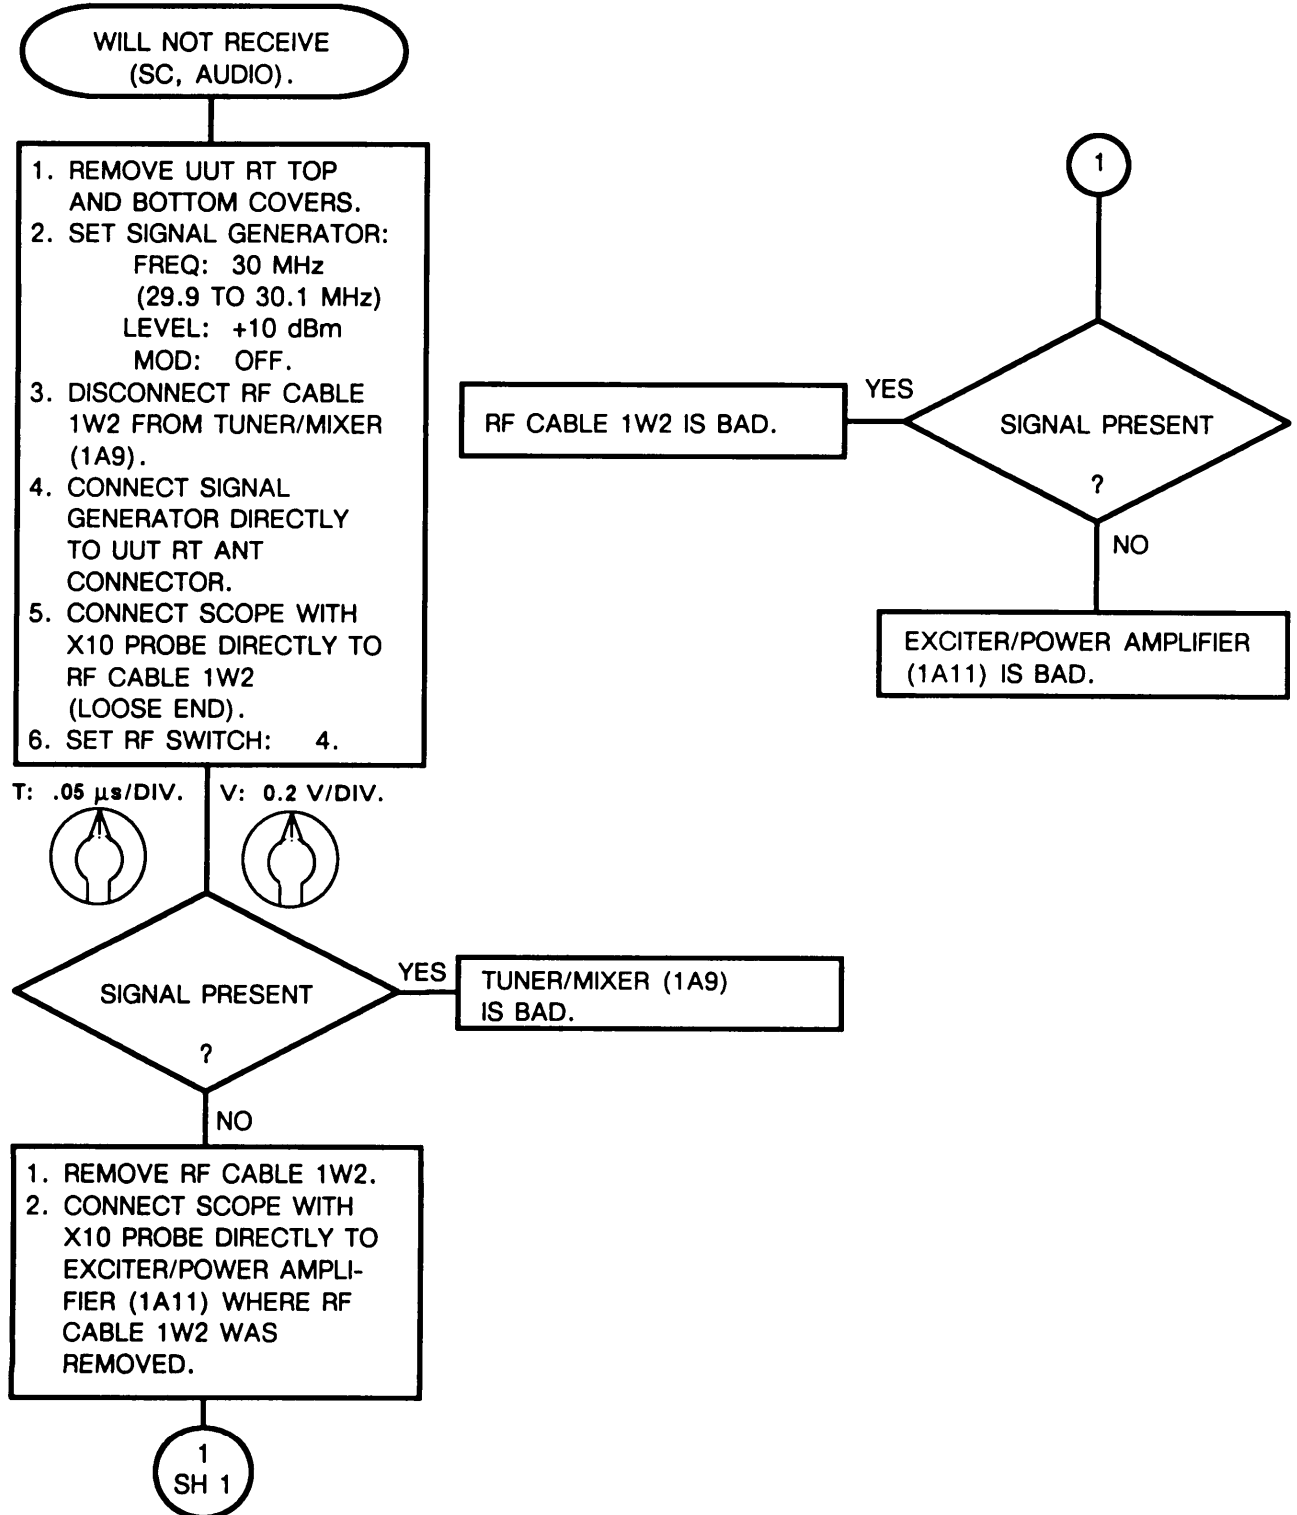 WILL NOT RECEIVE
(SC, AUDIO).
1. REMOVE UUT RT TOP
AND BOTTOM COVERS.
2. SET SIGNAL GENERATOR:
FREQ: 30 MHz
(29.9 TO 30.1 MHz)
LEVEL: +10 dBm
MOD: OFF.
3. DISCONNECT RF CABLE
1W2 FROM TUNER/MIXER
(1A9).
4. CONNECT SIGNAL
GENERATOR DIRECTLY
TO UUT RT ANT
CONNECTOR.
5. CONNECT SCOPE WITH
X10 PROBE DIRECTLY TO
RF CABLE 1W2
(LOOSE END).
6. SET RF SWITCH: 4.
T: .05 µs/DIV. V: 0.2 V/DIV.
SIGNAL PRESENT
?
YES
TUNER/MIXER (1A9)
IS BAD.
NO
1. REMOVE RF CABLE 1W2.
2. CONNECT SCOPE WITH
X10 PROBE DIRECTLY TO
EXCITER/POWER AMPLI-
FIER (1A11) WHERE RF
CABLE 1W2 WAS
REMOVED.
1
SH 1
1
SIGNAL PRESENT
?
YES
RF CABLE 1W2 IS BAD.
NO
EXCITER/POWER AMPLIFIER
(1A11) IS BAD.